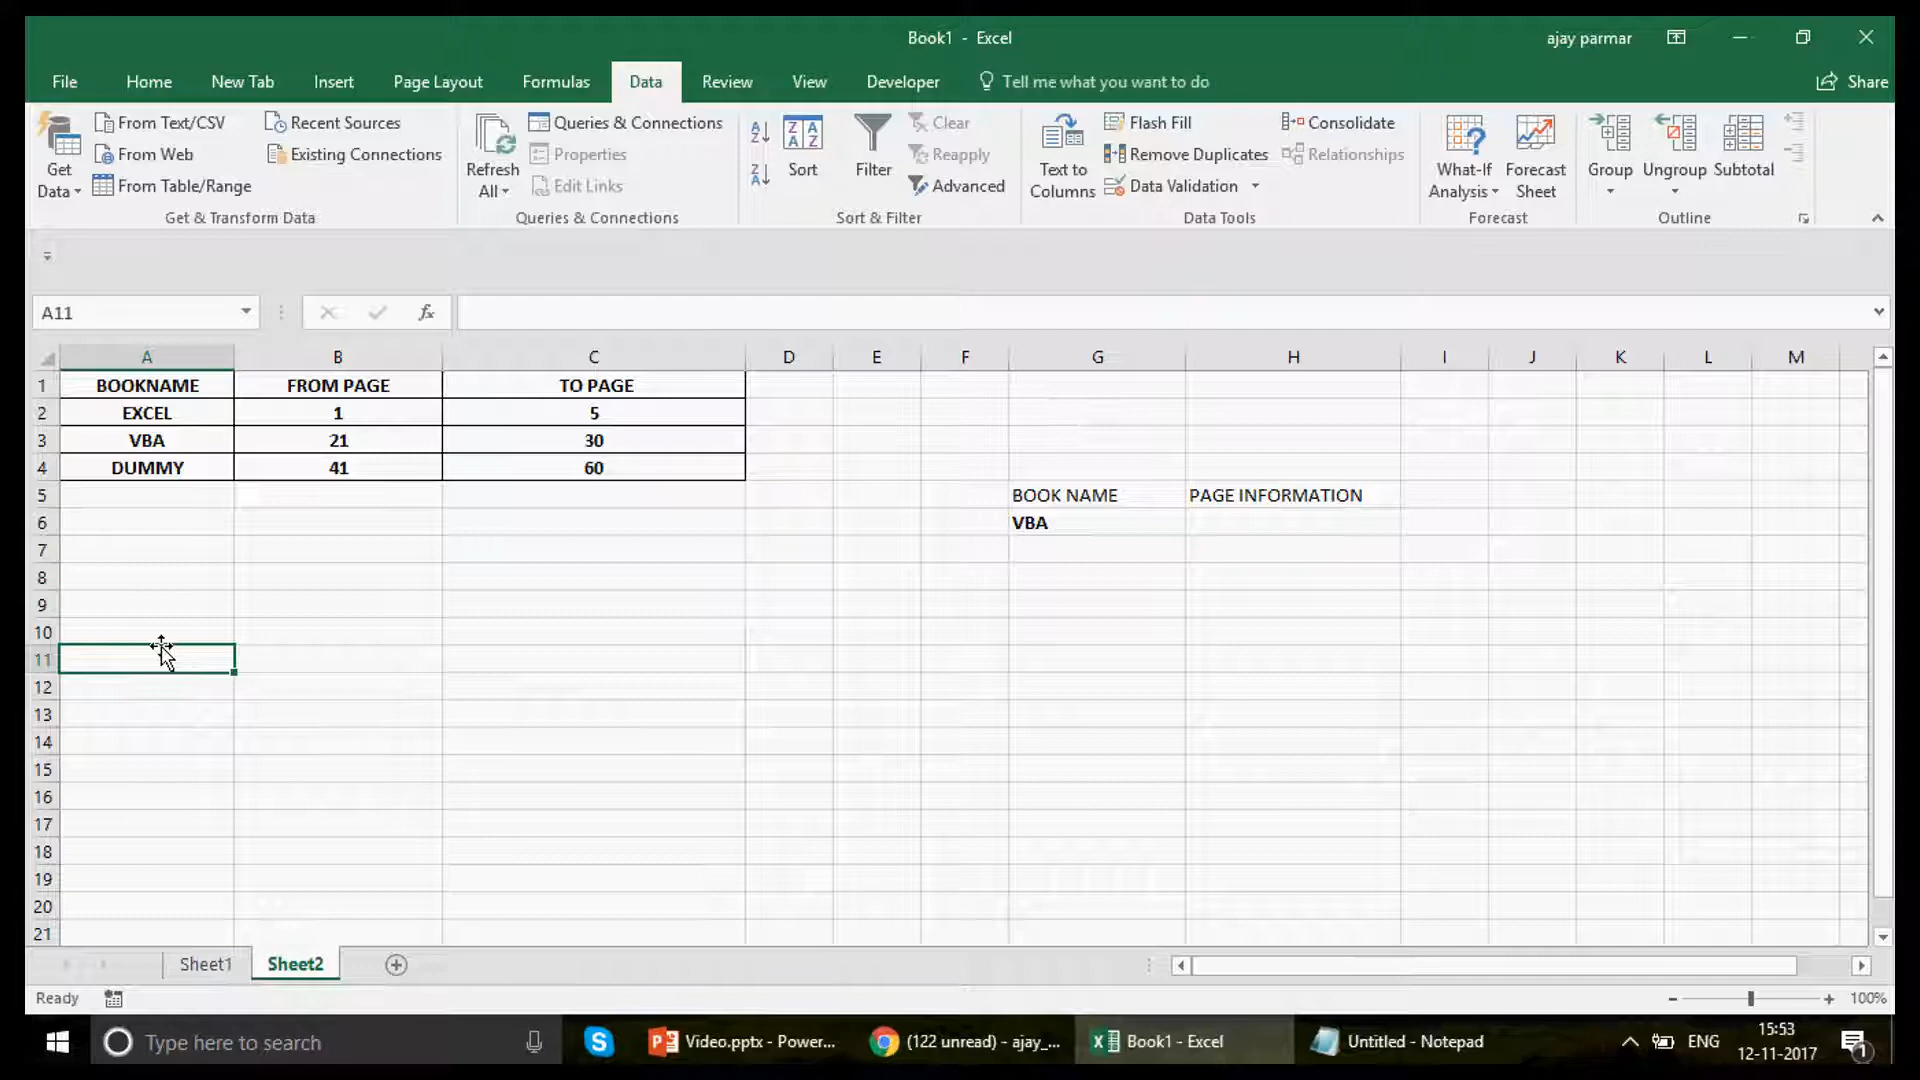 Book1 - Excel
ajay parmar
File Home New Tab Insert Page Layout Formulas Data Review View Developer Tell me what you want to do Share
Get Data
From Text/CSV
From Web
From Table/Range
Recent Sources
Existing Connections
Get & Transform Data
Refresh All
Queries & Connections
Properties
Edit Links
Queries & Connections
Sort
Filter
Clear
Reapply
Advanced
Sort & Filter
Text to Columns
Flash Fill
Remove Duplicates
Data Validation
Consolidate
Relationships
Data Tools
What-If Analysis
Forecast Sheet
Forecast
Group
Ungroup
Subtotal
Outline
A11
fx
A B C D E F G H I J K L M
1 BOOKNAME FROM PAGE TO PAGE
2 EXCEL 1 5
3 VBA 21 30
4 DUMMY 41 60
5 BOOK NAME PAGE INFORMATION
6 VBA
7
8
9
10
11
12
13
14
15
16
17
18
19
20
21
Sheet1 Sheet2
Ready
100%
Type here to search
Video.pptx - Power...
(122 unread) - ajay_...
Book1 - Excel
Untitled - Notepad
ENG
15:53
12-11-2017
1